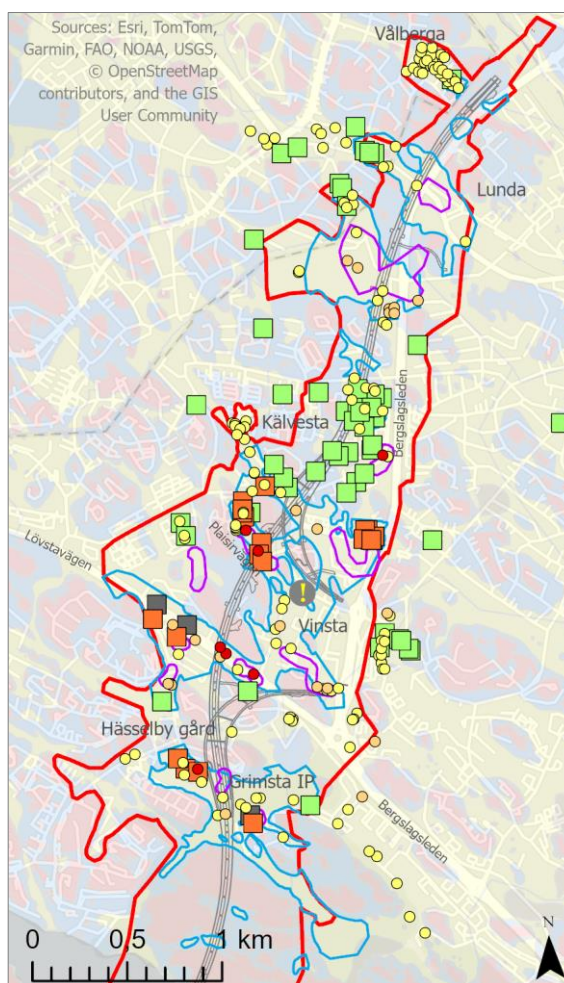 Sources: Esri, TomTom,
Garmin, FAO, NOAA, USGS,
© OpenStreetMap
contributors, and the GIS
User Community
Vålberga
Lunda
Bergslagsleden
Kälvesta
Lövstavägen
Vinsta
Hässelby gård
Grimsta IP
Bergslagsleden
N
0 0.5 1 km